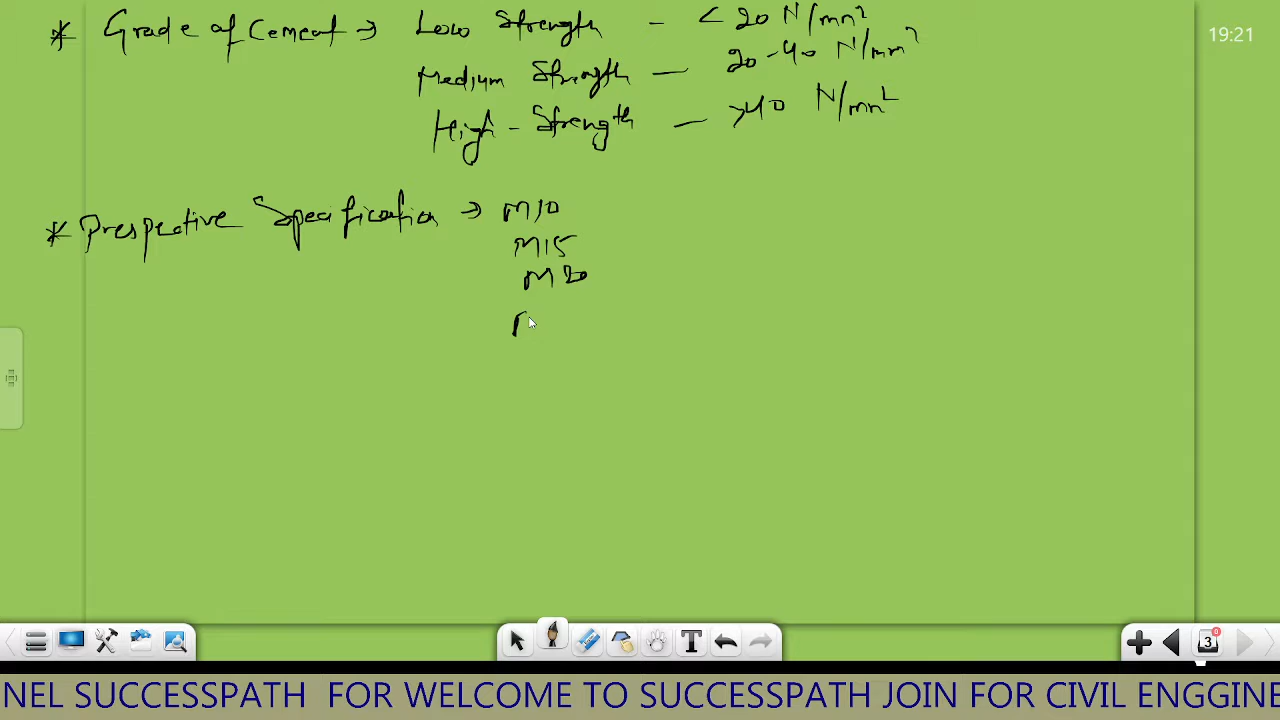 * Grade of Cement → Low Strength - < 20 N/mm²
Medium Strength — 20-40 N/mm²
High - Strength — >40 N/mm²
* Prespective Specification → M10
M15
M20
19:21
3
NEL SUCCESSPATH FOR WELCOME TO SUCCESSPATH JOIN FOR CIVIL ENGGINE